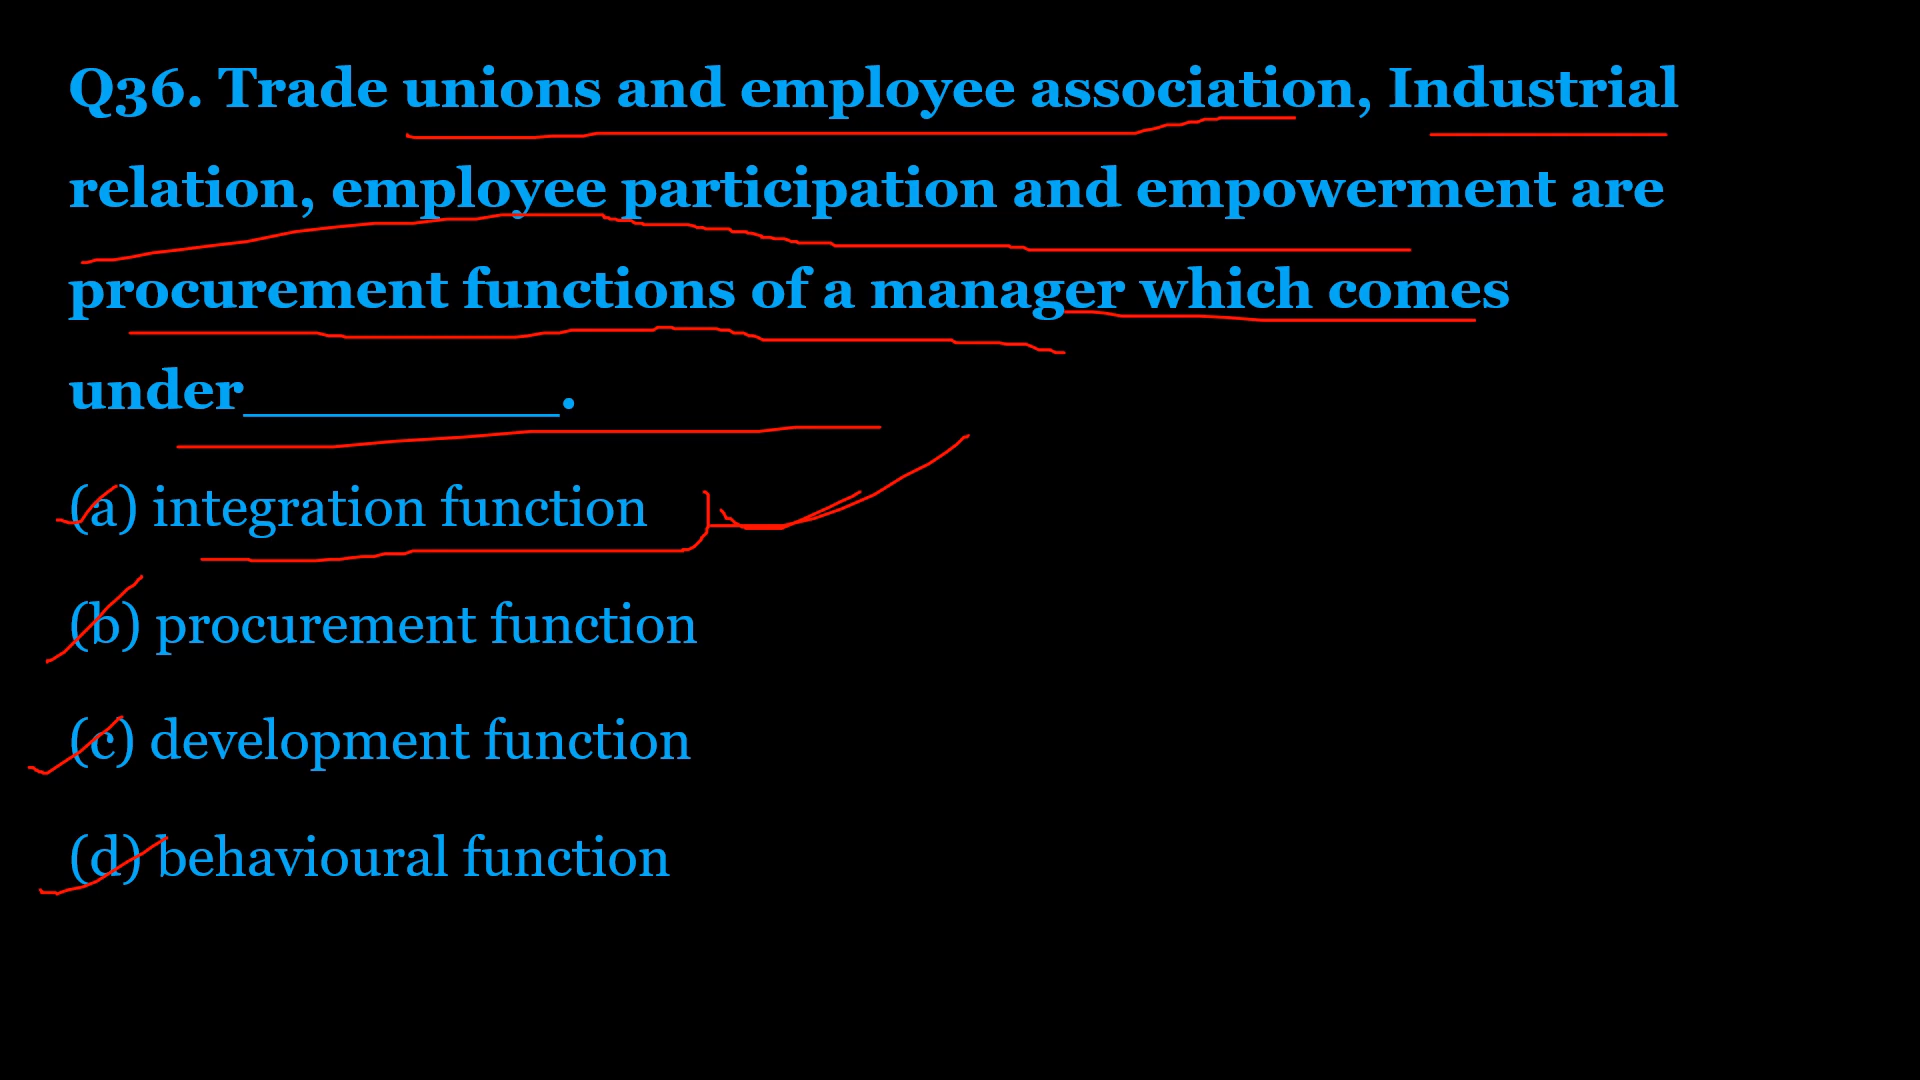 Q36. Trade unions and employee association, Industrial
relation, employee participation and empowerment are
procurement functions of a manager which comes
under__________.
(a) integration function
(b) procurement function
(c) development function
(d) behavioural function